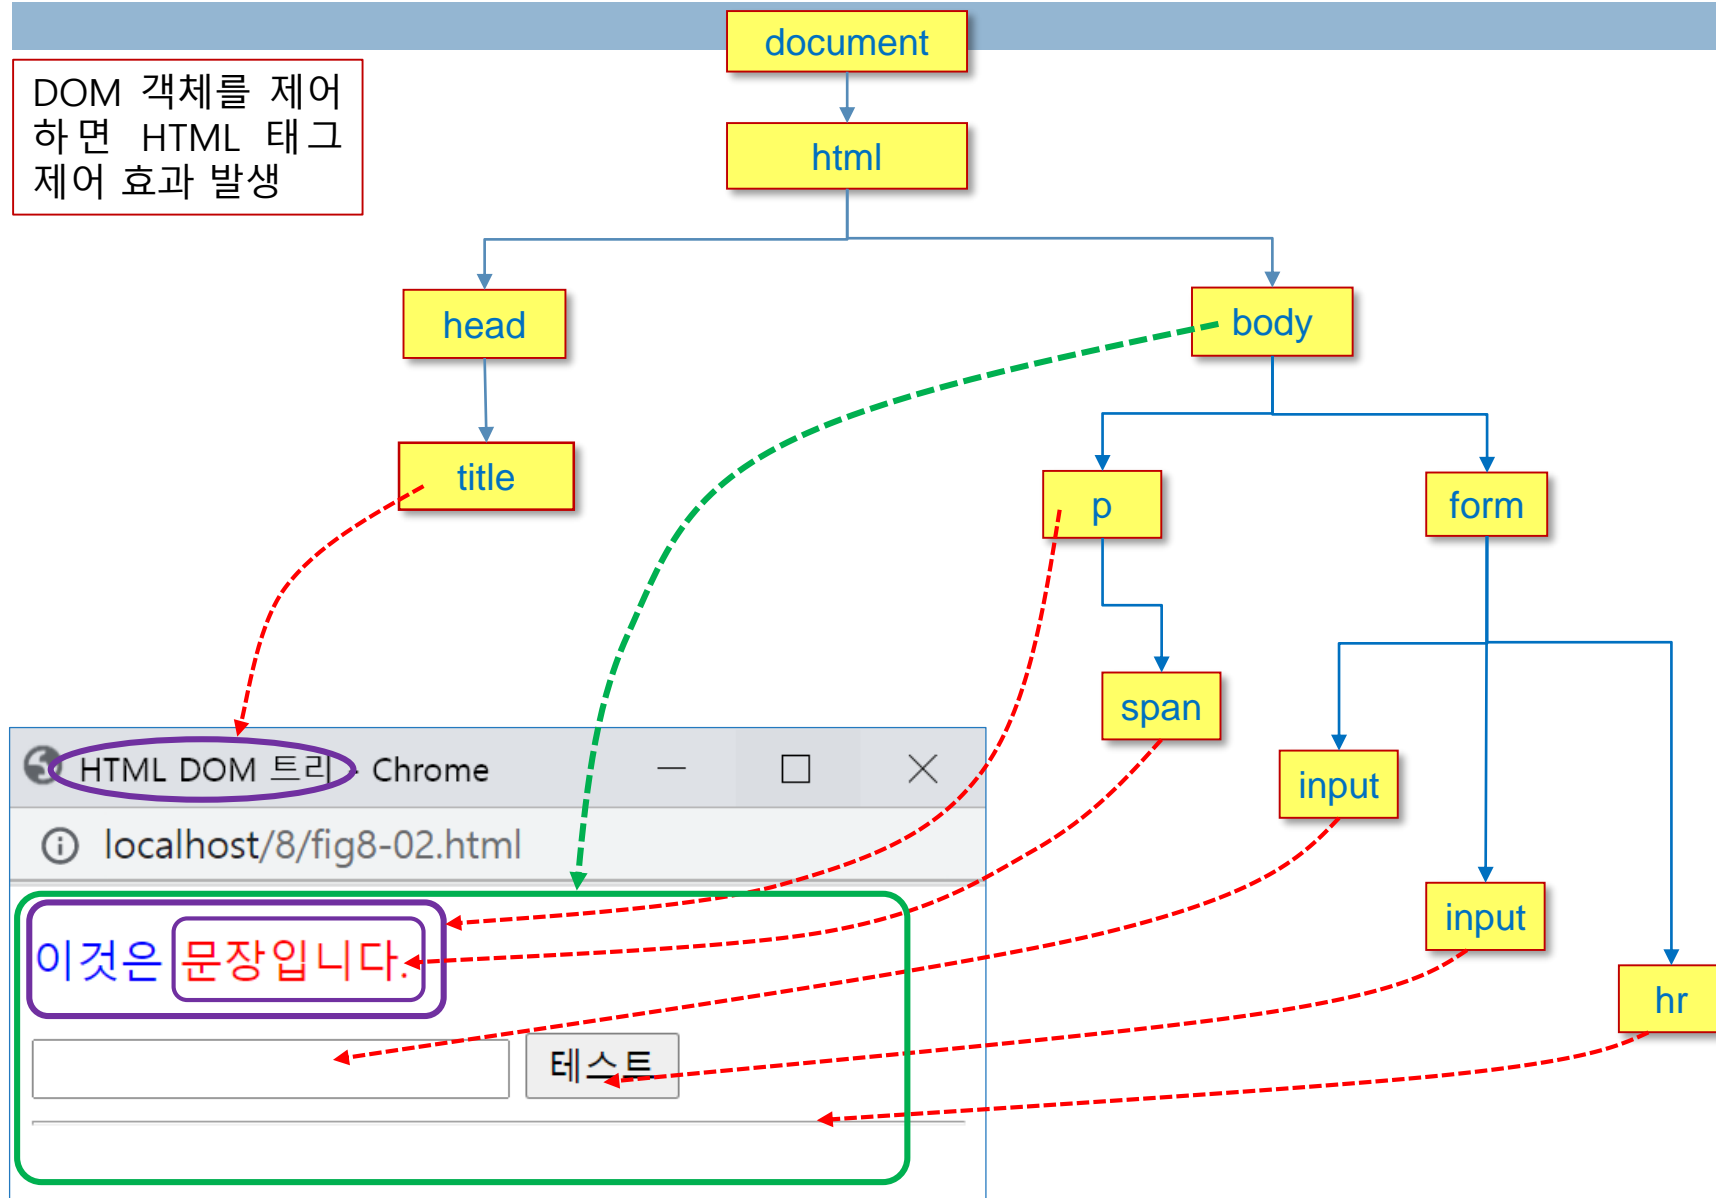 document
DOM 객체를 제어
하면 HTML 태그
제어 효과 발생
html
head
body
title
p
form
span
input
input
hr
HTML DOM 트리 - Chrome
localhost/8/fig8-02.html
이것은 문장입니다.
테스트